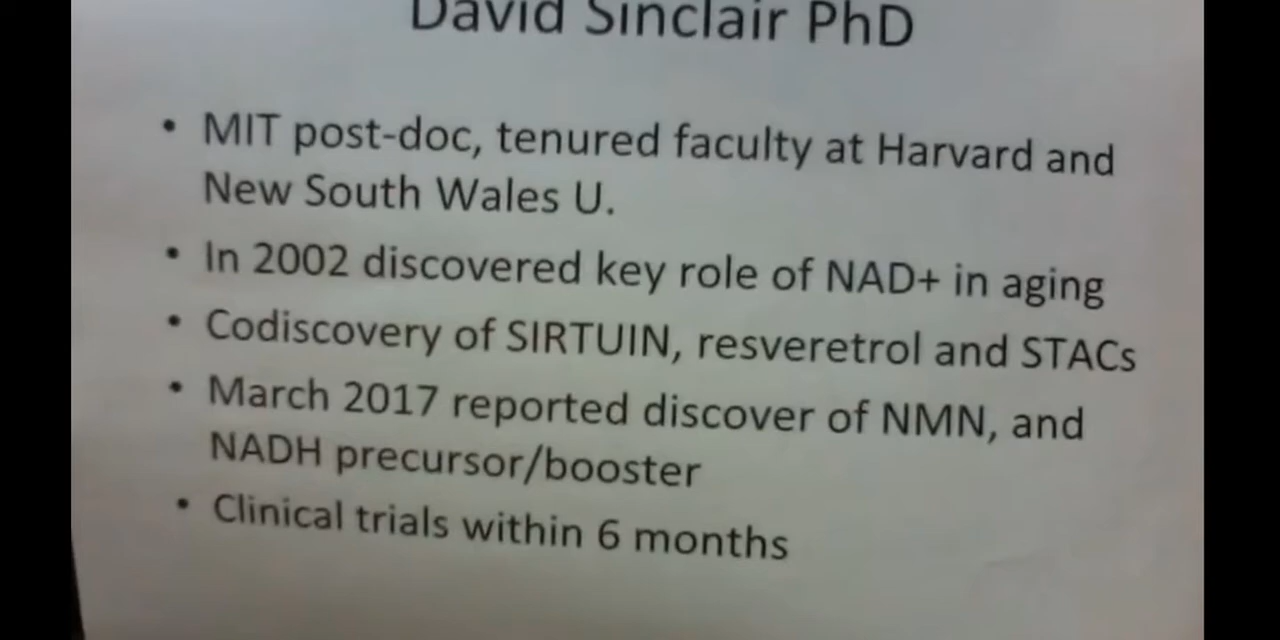 David Sinclair PhD
• MIT post-doc, tenured faculty at Harvard and
New South Wales U.
• In 2002 discovered key role of NAD+ in aging
• Codiscovery of SIRTUIN, resveretrol and STACs
• March 2017 reported discover of NMN, and
NADH precursor/booster
• Clinical trials within 6 months